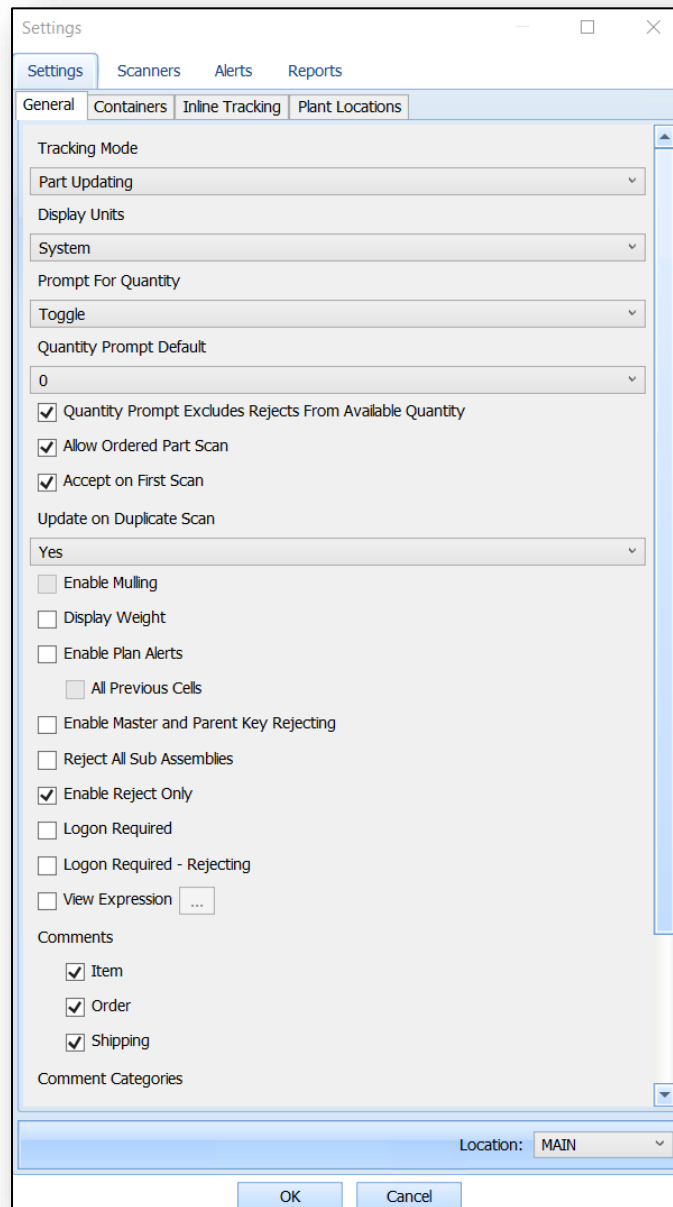 Settings
Settings Scanners Alerts Reports
General Containers Inline Tracking Plant Locations
Tracking Mode
Part Updating
Display Units
System
Prompt For Quantity
Toggle
Quantity Prompt Default
0
Quantity Prompt Excludes Rejects From Available Quantity
Allow Ordered Part Scan
Accept on First Scan
Update on Duplicate Scan
Yes
Enable Mulling
Display Weight
Enable Plan Alerts
All Previous Cells
Enable Master and Parent Key Rejecting
Reject All Sub Assemblies
Enable Reject Only
Logon Required
Logon Required - Rejecting
View Expression ...
Comments
Item
Order
Shipping
Comment Categories
Location: MAIN
OK Cancel